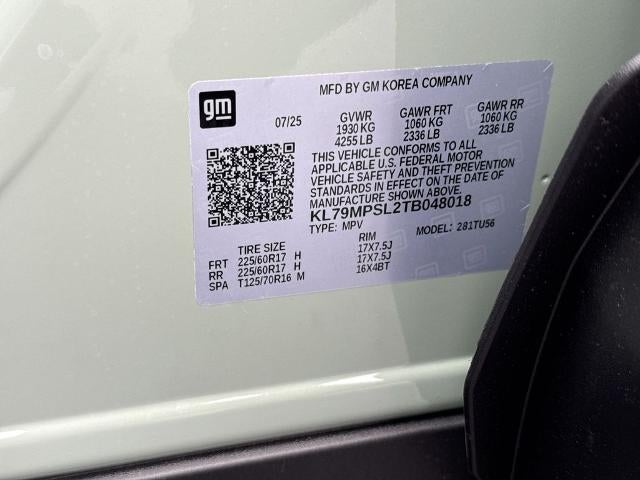 MFD BY GM KOREA COMPANY
gm
07/25 GVWR GAWR FRT GAWR RR
1930 KG 1060 KG 1060 KG
4255 LB 2336 LB 2336 LB
THIS VEHICLE CONFORMS TO ALL
APPLICABLE U.S. FEDERAL MOTOR
VEHICLE SAFETY AND THEFT PREVENTION
STANDARDS IN EFFECT ON THE DATE OF
MANUFACTURE SHOWN ABOVE.
KL79MPSL2TB048018
TYPE: MPV MODEL: 281TU56
TIRE SIZE RIM
FRT 225/60R17 H 17X7.5J
RR 225/60R17 H 17X7.5J
SPA T125/70R16 M 16X4BT